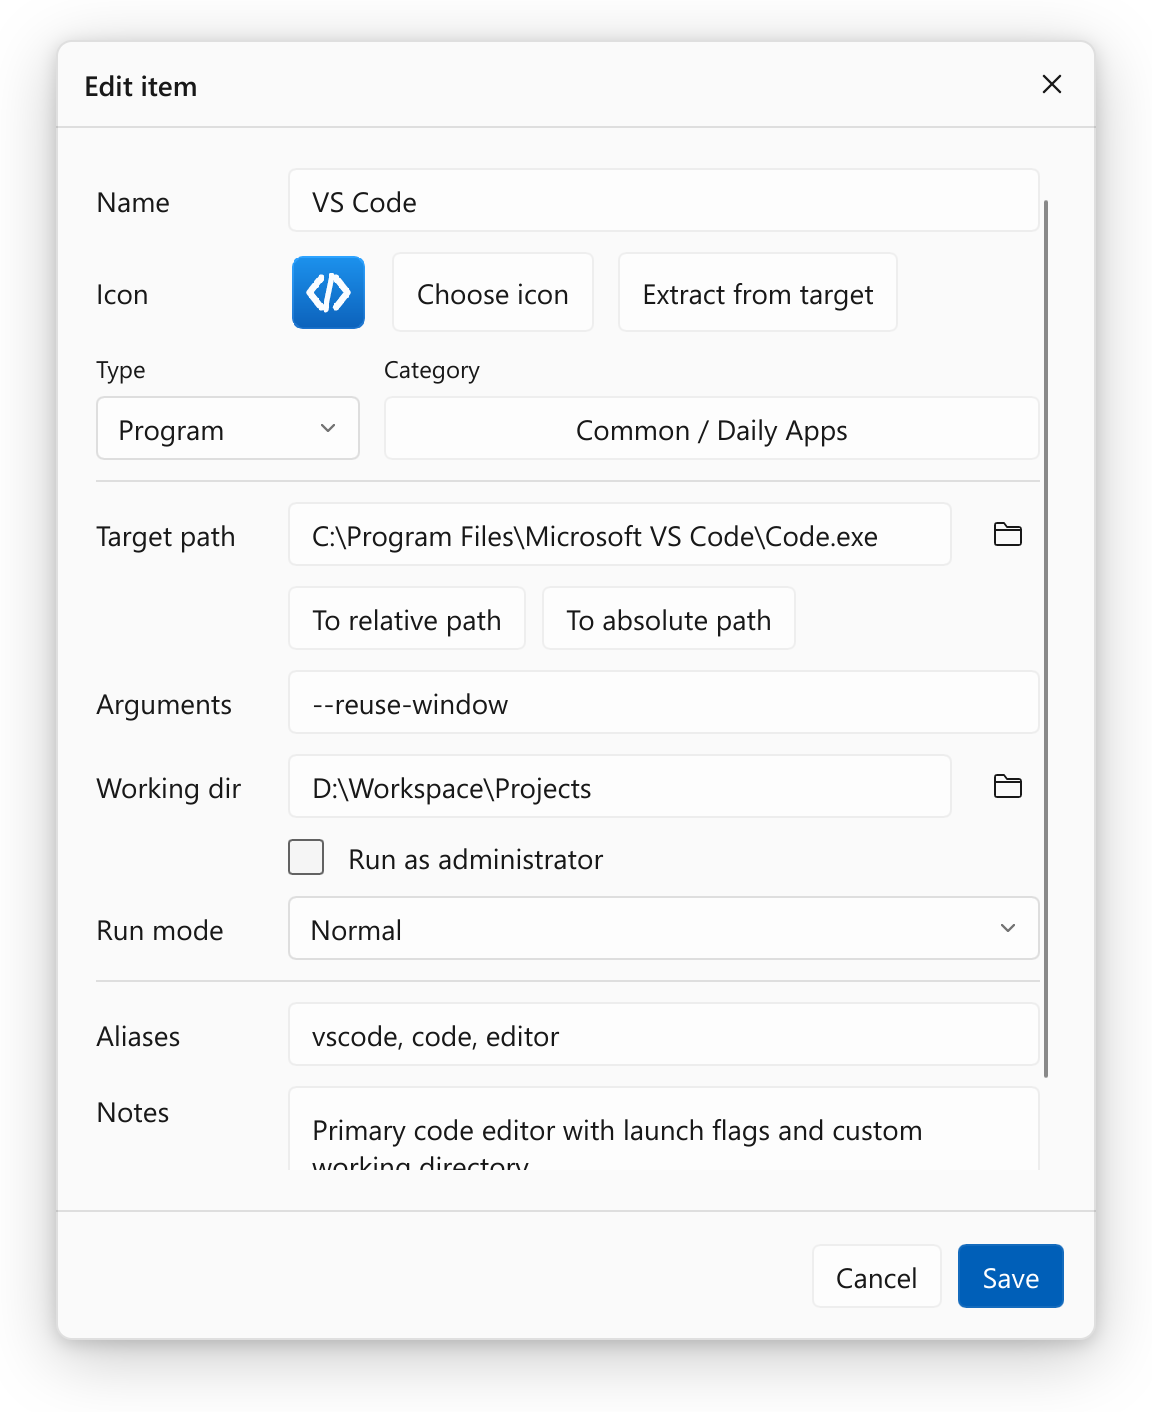 Edit item
Name
VS Code
Icon
Choose icon
Extract from target
Type
Category
Program
Common / Daily Apps
Target path
C:\Program Files\Microsoft VS Code\Code.exe
To relative path
To absolute path
Arguments
--reuse-window
Working dir
D:\Workspace\Projects
Run as administrator
Run mode
Normal
Aliases
vscode, code, editor
Notes
Primary code editor with launch flags and custom
working directory
Cancel
Save